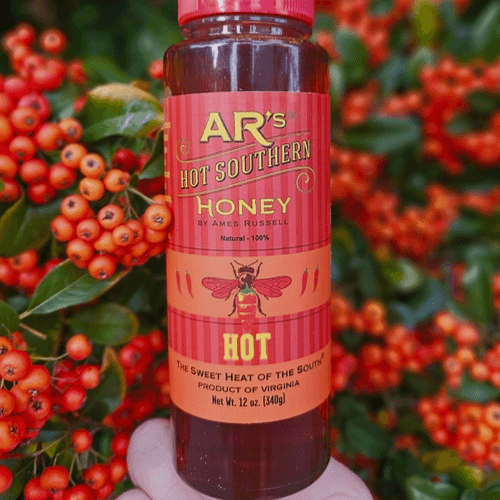 AR's®
HOT SOUTHERN
HONEY
BY AMES RUSSELL
Natural - 100%
HOT
THE SWEET HEAT OF THE SOUTH®
PRODUCT OF VIRGINIA
Net Wt. 12 oz. (340g)